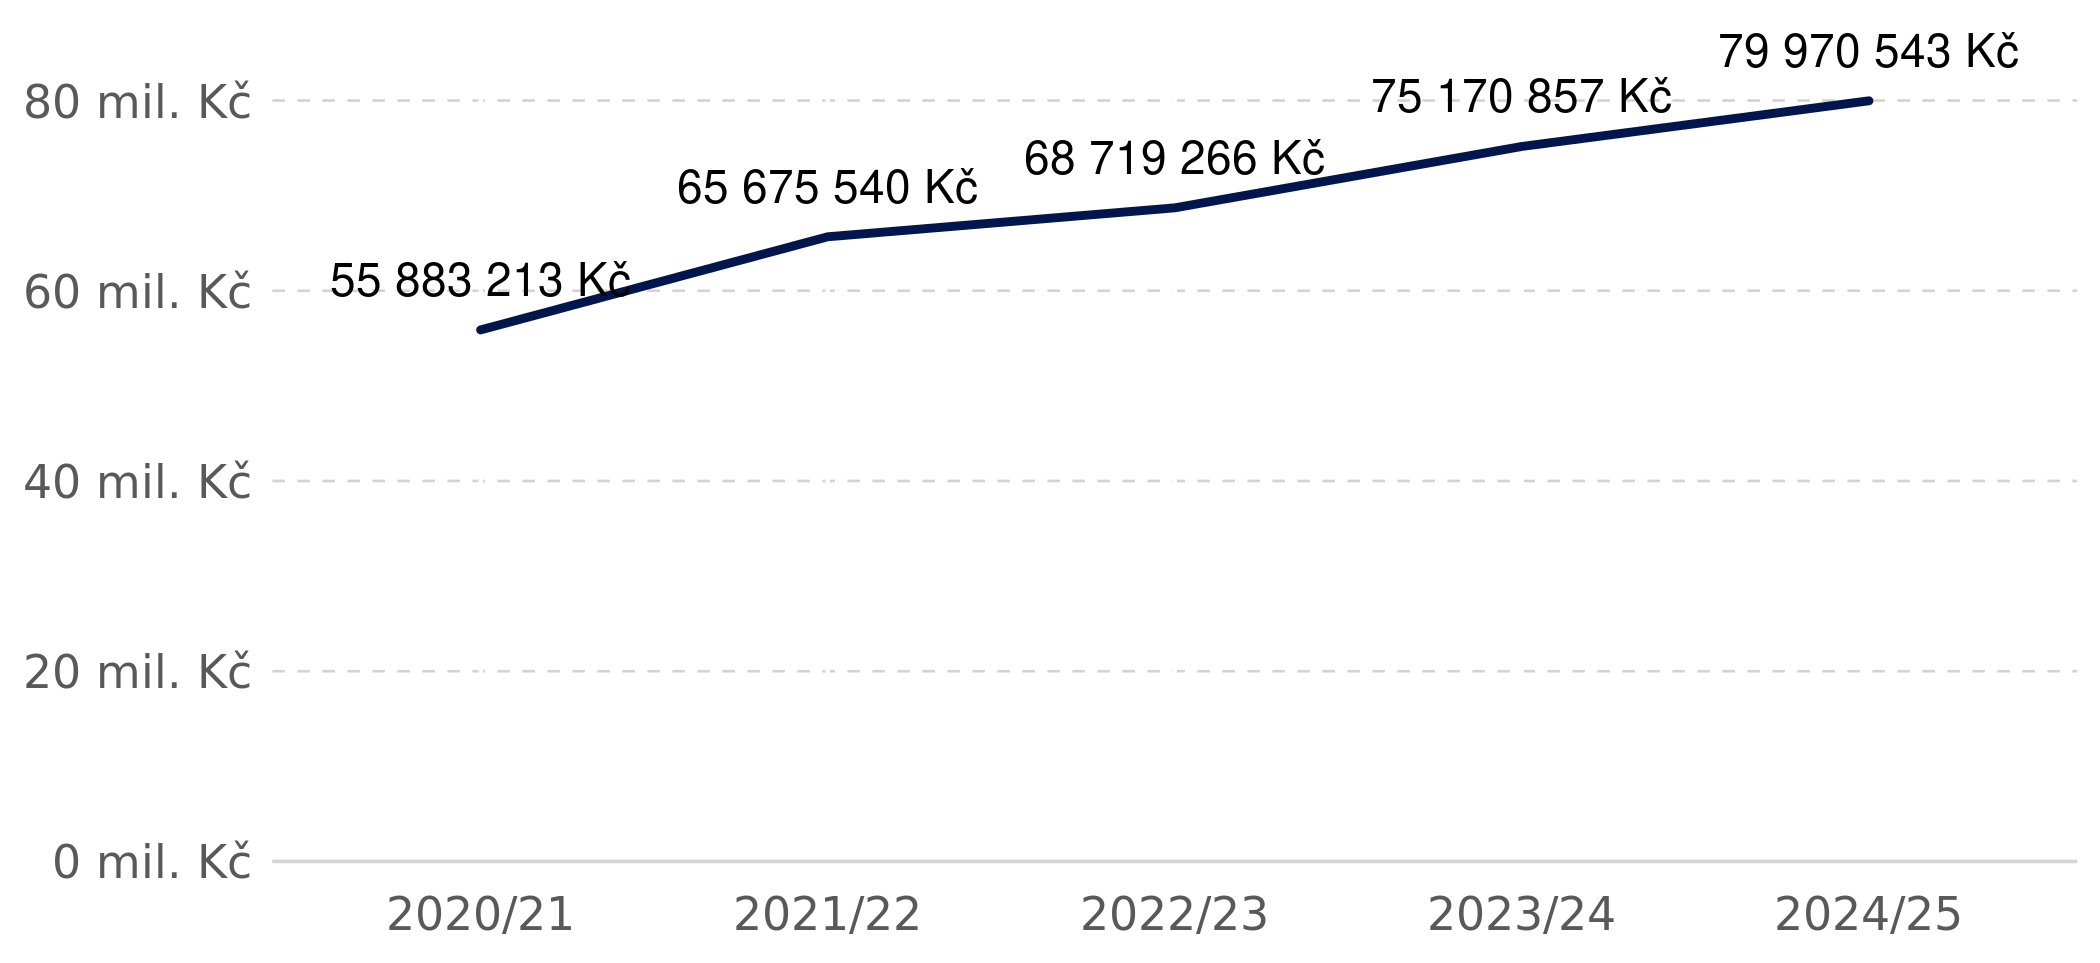 79 970 543 Kč
75 170 857 Kč
80 mil. Kč
68 719 266 Kč
65 675 540 Kč
55 883 213 Kč
60 mil. Kč
40 mil. Kč
20 mil. Kč
0 mil. Kč
2020/21 2021/22 2022/23 2023/24 2024/25